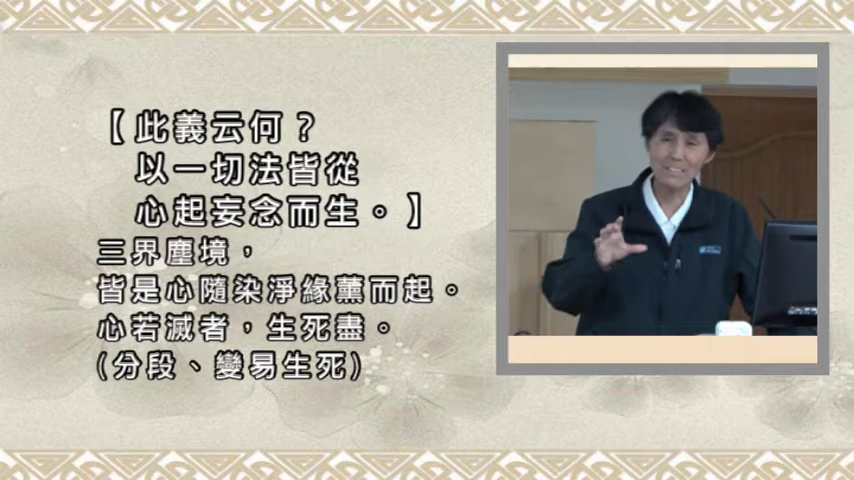 【此義云何？
以一切法皆從
心起妄念而生。】
三界塵境，
皆是心隨染淨緣薰而起。
心若滅者，生死盡。
(分段、變易生死)